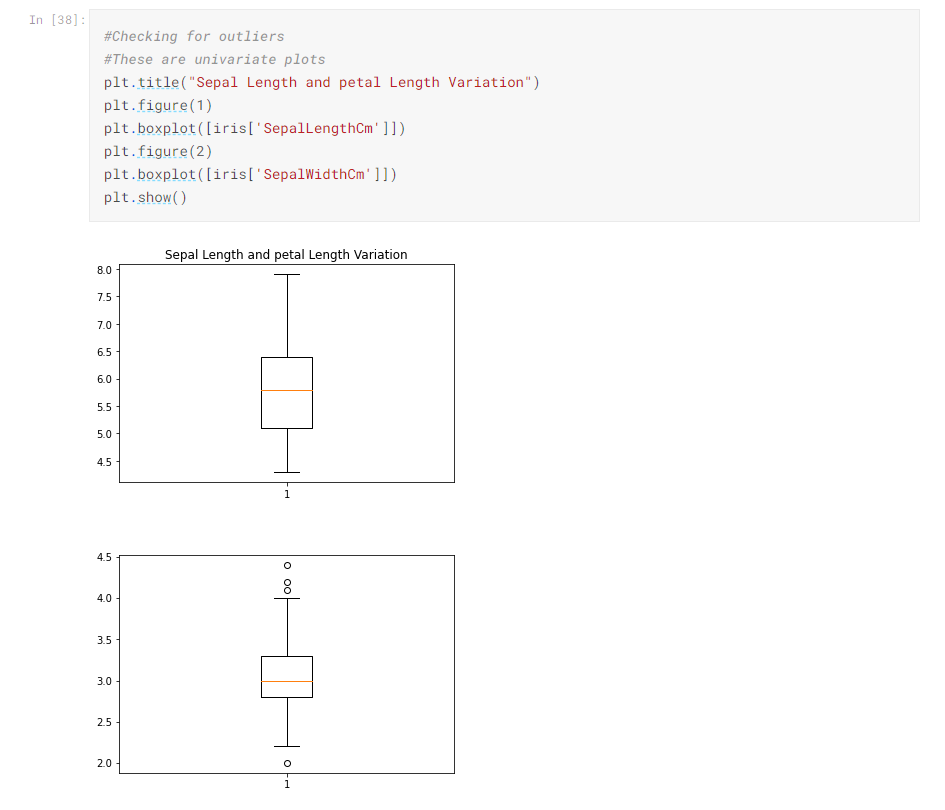 In [38]:
#Checking for outliers
#These are univariate plots
plt.title("Sepal Length and petal Length Variation")
plt.figure(1)
plt.boxplot([iris['SepalLengthCm']])
plt.figure(2)
plt.boxplot([iris['SepalWidthCm']])
plt.show()
Sepal Length and petal Length Variation
8.0
7.5
7.0
6.5
6.0
5.5
5.0
4.5
1
4.5
4.0
3.5
3.0
2.5
2.0
1